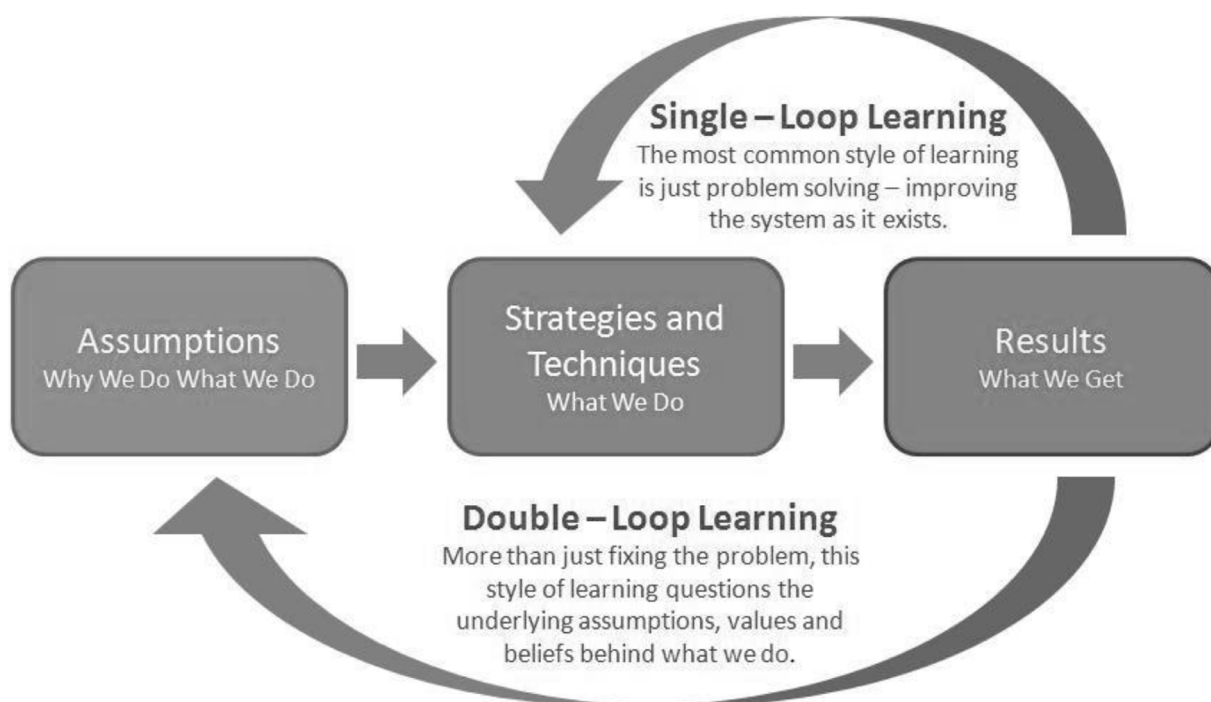 Single – Loop Learning
The most common style of learning
is just problem solving – improving
the system as it exists.
Assumptions
Why We Do What We Do
Strategies and
Techniques
What We Do
Results
What We Get
Double – Loop Learning
More than just fixing the problem, this
style of learning questions the
underlying assumptions, values and
beliefs behind what we do.